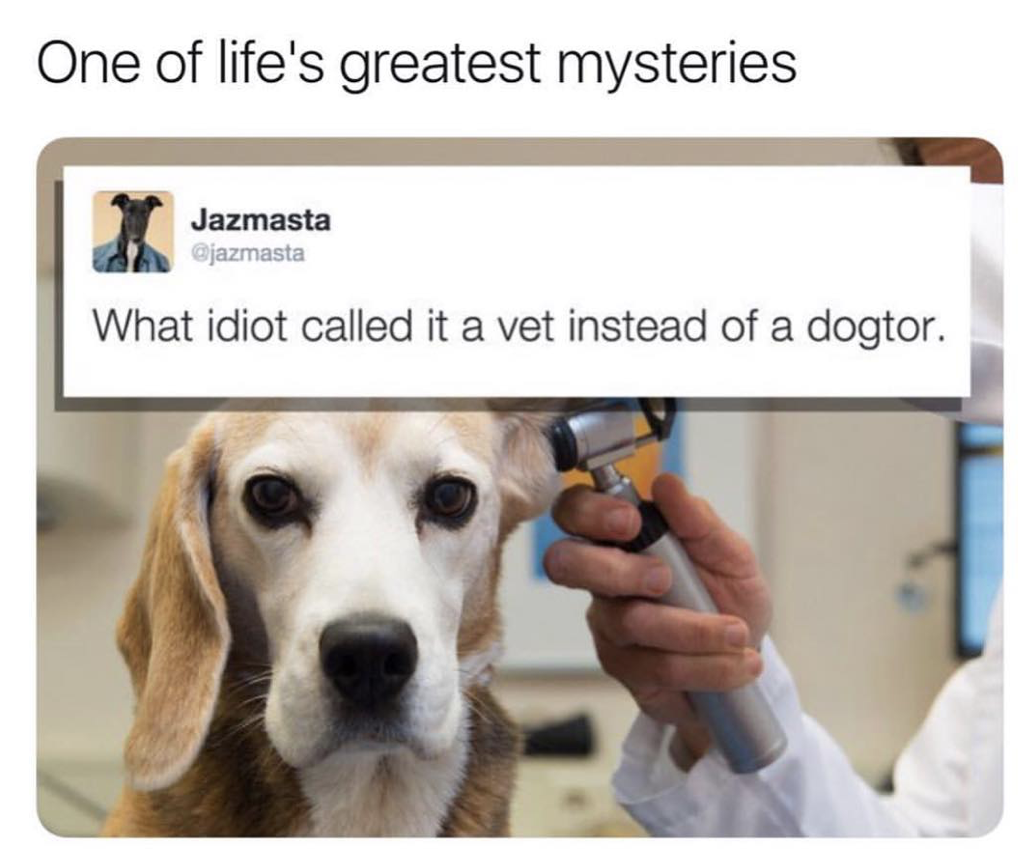 One of life's greatest mysteries
Jazmasta
@jazmasta
What idiot called it a vet instead of a dogtor.